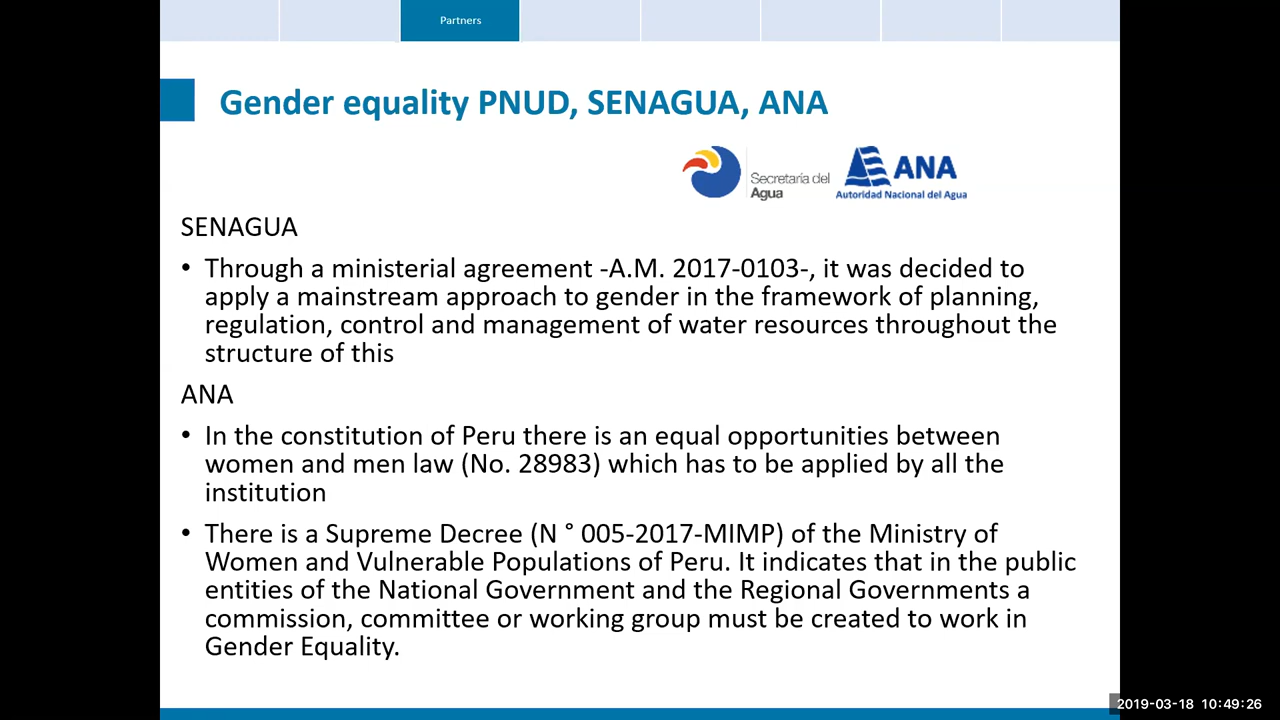 Partners
Gender equality PNUD, SENAGUA, ANA
Secretaría del
Agua
ANA
Autoridad Nacional del Agua
SENAGUA
• Through a ministerial agreement -A.M. 2017-0103-, it was decided to
apply a mainstream approach to gender in the framework of planning,
regulation, control and management of water resources throughout the
structure of this
ANA
• In the constitution of Peru there is an equal opportunities between
women and men law (No. 28983) which has to be applied by all the
institution
• There is a Supreme Decree (N ° 005-2017-MIMP) of the Ministry of
Women and Vulnerable Populations of Peru. It indicates that in the public
entities of the National Government and the Regional Governments a
commission, committee or working group must be created to work in
Gender Equality.
2019-03-18 10:49:26